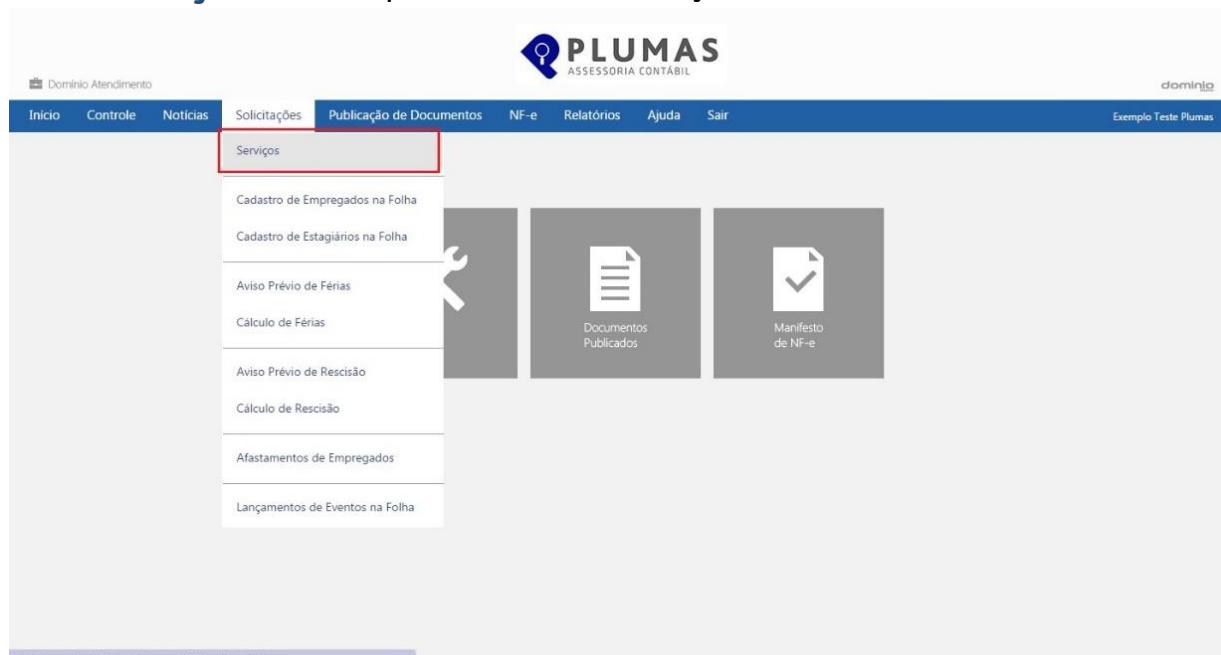 PLUMAS
ASSESSORIA CONTÁBIL
Domínio Atendimento
domínio
Início Controle Notícias Solicitações Publicação de Documentos NF-e Relatórios Ajuda Sair Exemplo Teste Plumas
Serviços
Cadastro de Empregados na Folha
Cadastro de Estagiários na Folha
Aviso Prévio de Férias
Cálculo de Férias
Aviso Prévio de Rescisão
Cálculo de Rescisão
Afastamentos de Empregados
Lançamentos de Eventos na Folha
Documentos
Publicados
Manifesto
de NF-e